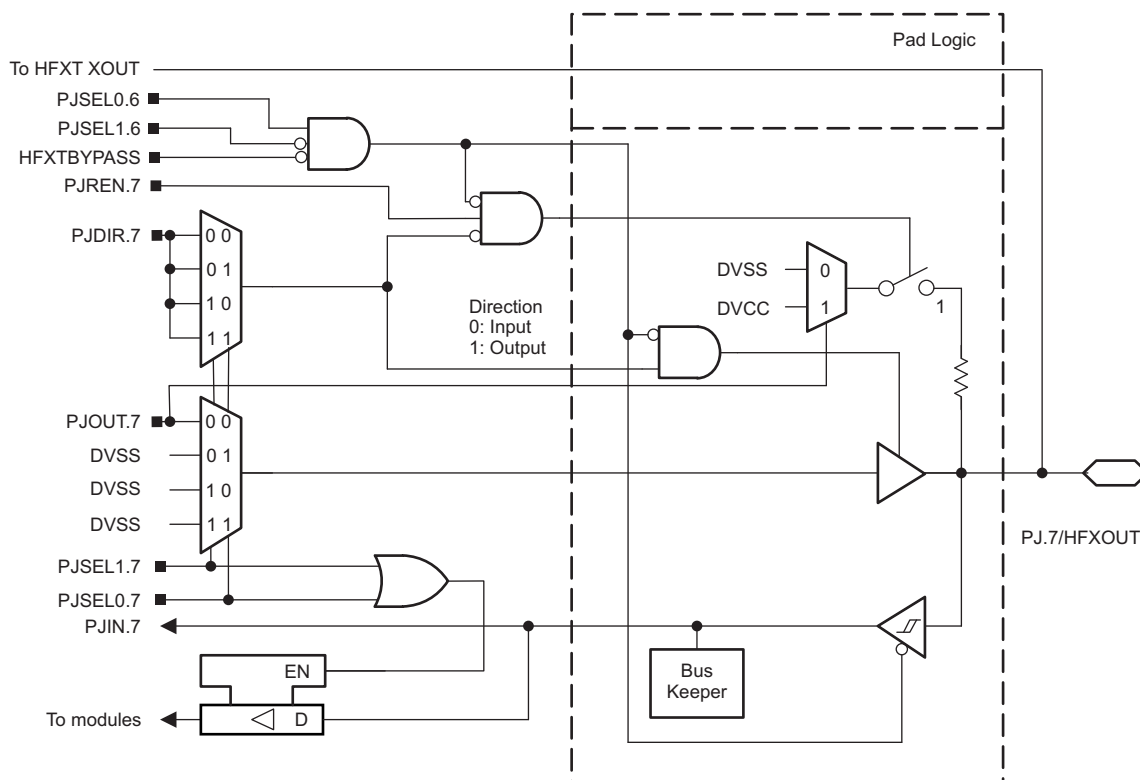 Pad Logic
To HFXT XOUT
PJSEL0.6
PJSEL1.6
HFXTBYPASS
PJREN.7
PJDIR.7
0 0
0 1
1 0
1 1
Direction
0: Input
1: Output
DVSS
0
DVCC
1
1
PJOUT.7
0 0
DVSS
0 1
DVSS
1 0
DVSS
1 1
PJ.7/HFXOUT
PJSEL1.7
PJSEL0.7
PJIN.7
Bus
Keeper
EN
To modules
D